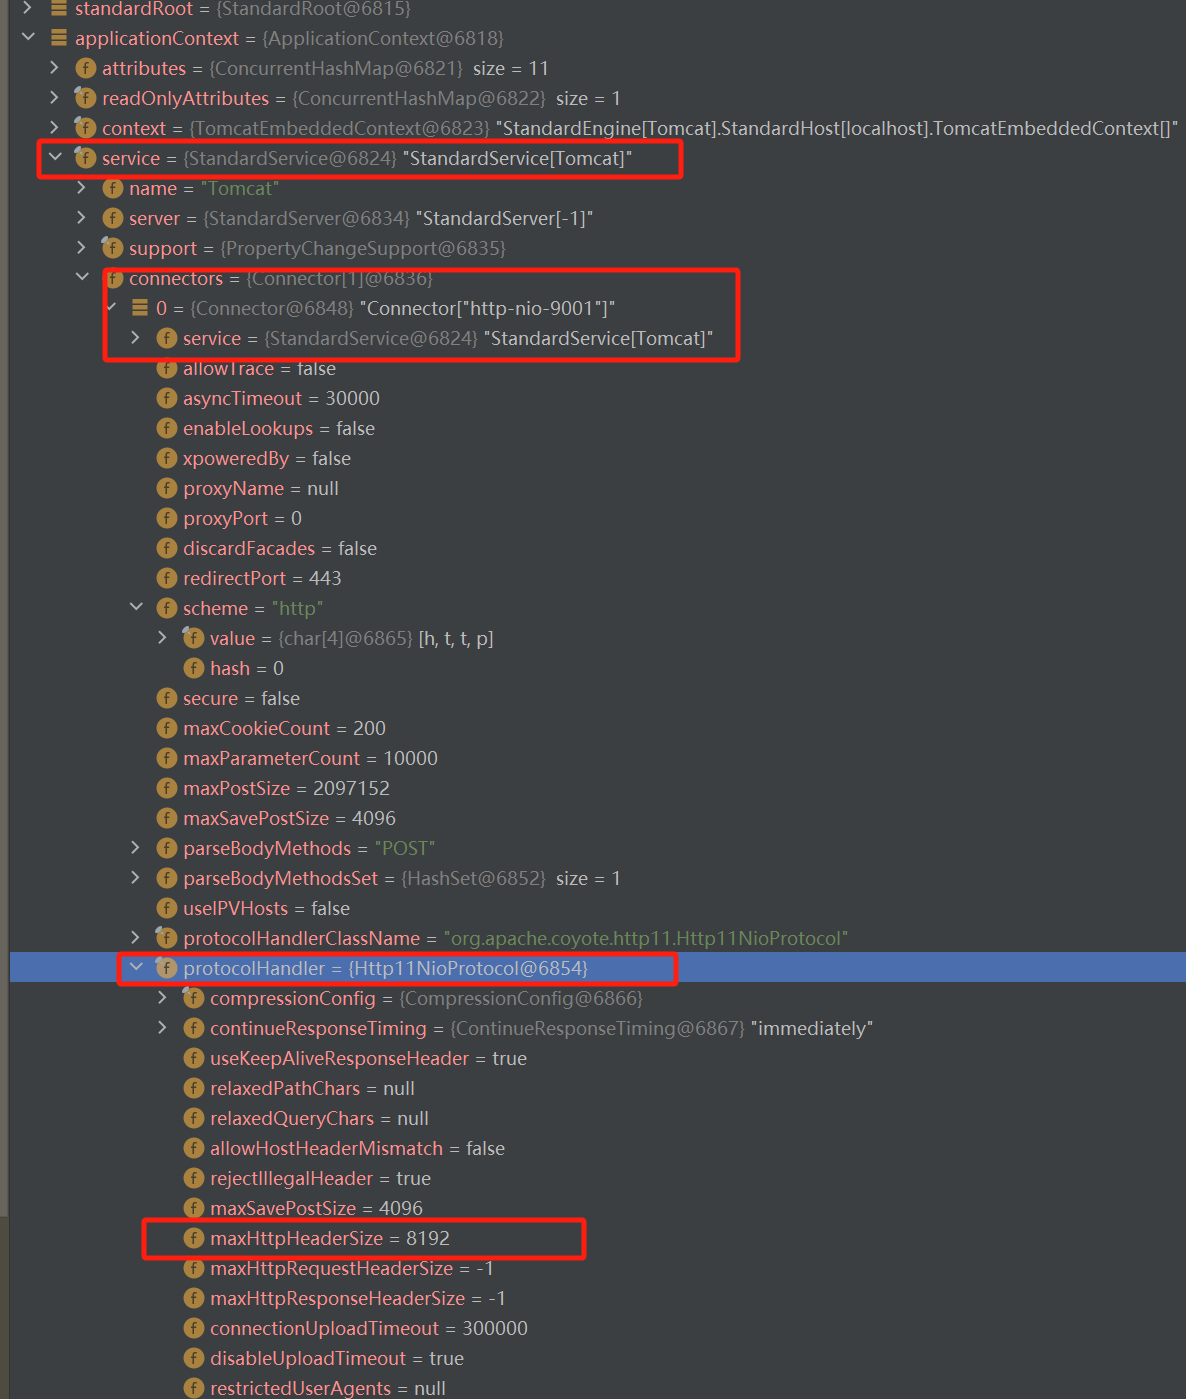 standardRoot = {StandardRoot@6815}
applicationContext = {ApplicationContext@6818}
f attributes = {ConcurrentHashMap@6821} size = 11
f readOnlyAttributes = {ConcurrentHashMap@6822} size = 1
f context = {TomcatEmbeddedContext@6823} "StandardEngine[Tomcat].StandardHost[localhost].TomcatEmbeddedContext[]"
f service = {StandardService@6824} "StandardService[Tomcat]"
f name = "Tomcat"
f server = {StandardServer@6834} "StandardServer[-1]"
f support = {PropertyChangeSupport@6835}
f connectors = {Connector[1]@6836}
0 = {Connector@6848} "Connector["http-nio-9001"]"
f service = {StandardService@6824} "StandardService[Tomcat]"
f allowTrace = false
f asyncTimeout = 30000
f enableLookups = false
f xpoweredBy = false
f proxyName = null
f proxyPort = 0
f discardFacades = false
f redirectPort = 443
f scheme = "http"
f value = {char[4]@6865} [h, t, t, p]
f hash = 0
f secure = false
f maxCookieCount = 200
f maxParameterCount = 10000
f maxPostSize = 2097152
f maxSavePostSize = 4096
f parseBodyMethods = "POST"
f parseBodyMethodsSet = {HashSet@6852} size = 1
f useIPVHosts = false
f protocolHandlerClassName = "org.apache.coyote.http11.Http11NioProtocol"
f protocolHandler = {Http11NioProtocol@6854}
f compressionConfig = {CompressionConfig@6866}
f continueResponseTiming = {ContinueResponseTiming@6867} "immediately"
f useKeepAliveResponseHeader = true
f relaxedPathChars = null
f relaxedQueryChars = null
f allowHostHeaderMismatch = false
f rejectIllegalHeader = true
f maxSavePostSize = 4096
f maxHttpHeaderSize = 8192
f maxHttpRequestHeaderSize = -1
f maxHttpResponseHeaderSize = -1
f connectionUploadTimeout = 300000
f disableUploadTimeout = true
f restrictedUserAgents = null